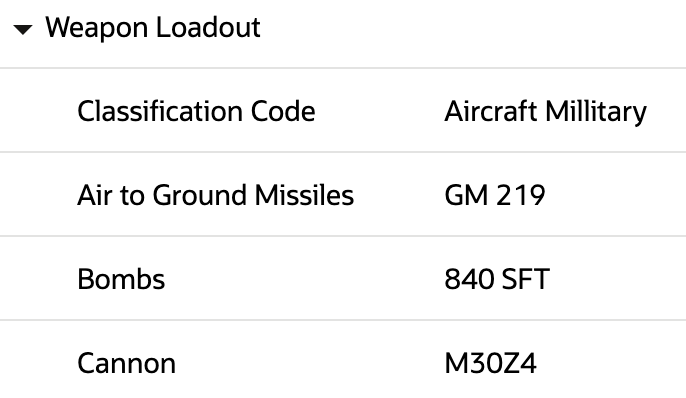 Weapon Loadout
Classification Code Aircraft Millitary
Air to Ground Missiles GM 219
Bombs 840 SFT
Cannon M30Z4